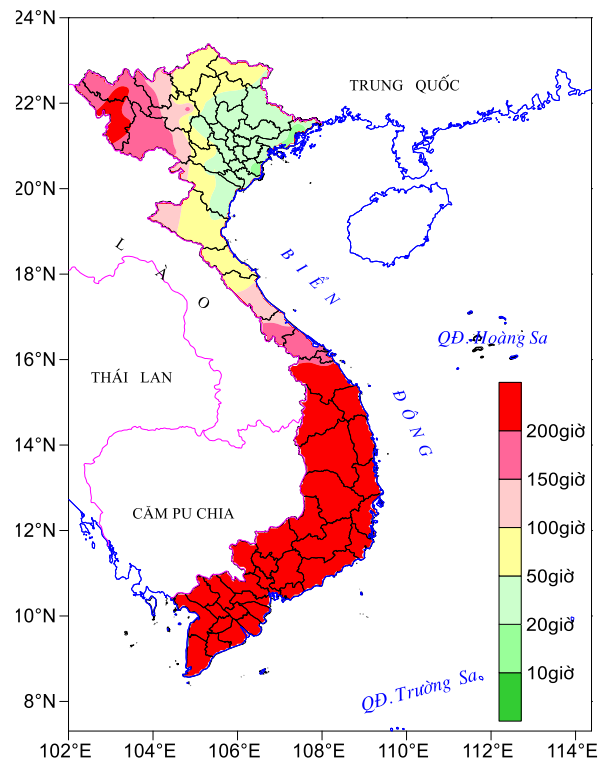 24°N
22°N
20°N
18°N
16°N
14°N
12°N
10°N
8°N
TRUNG QUỐC
LÀO
BIỂN
ĐÔNG
QĐ. Hoàng Sa
THÁI LAN
CĂM PU CHIA
QĐ. Trường Sa
200giờ
150giờ
100giờ
50giờ
20giờ
10giờ
102°E 104°E 106°E 108°E 110°E 112°E 114°E